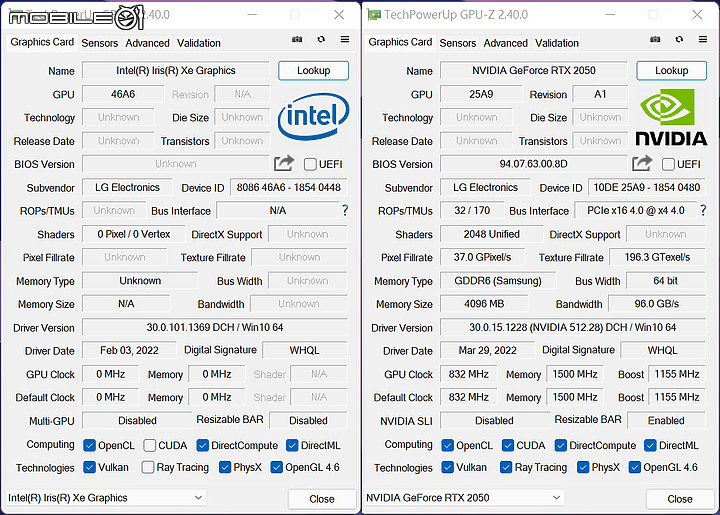 MOBILE01
TechPowerUp GPU-Z 2.40.0
Graphics Card Sensors Advanced Validation
Name Intel(R) Iris(R) Xe Graphics Lookup
GPU 46A6 Revision N/A
intel
Technology Unknown Die Size Unknown
Release Date Unknown Transistors Unknown
BIOS Version Unknown UEFI
Subvendor LG Electronics Device ID 8086 46A6 - 1854 0448
ROPs/TMUs Unknown Bus Interface N/A ?
Shaders 0 Pixel / 0 Vertex DirectX Support Unknown
Pixel Fillrate Unknown Texture Fillrate Unknown
Memory Type Unknown Bus Width Unknown
Memory Size N/A Bandwidth Unknown
Driver Version 30.0.101.1369 DCH / Win10 64
Driver Date Feb 03, 2022 Digital Signature WHQL
GPU Clock 0 MHz Memory 0 MHz Shader N/A
Default Clock 0 MHz Memory 0 MHz Shader N/A
Multi-GPU Disabled Resizable BAR Disabled
Computing OpenCL CUDA DirectCompute DirectML
Technologies Vulkan Ray Tracing PhysX OpenGL 4.6
Intel(R) Iris(R) Xe Graphics Close
TechPowerUp GPU-Z 2.40.0
Graphics Card Sensors Advanced Validation
Name NVIDIA GeForce RTX 2050 Lookup
GPU 25A9 Revision A1
NVIDIA
Technology Unknown Die Size Unknown
Release Date Unknown Transistors Unknown
BIOS Version 94.07.63.00.8D UEFI
Subvendor LG Electronics Device ID 10DE 25A9 - 1854 0480
ROPs/TMUs 32 / 170 Bus Interface PCIe x16 4.0 @ x4 4.0 ?
Shaders 2048 Unified DirectX Support Unknown
Pixel Fillrate 37.0 GPixel/s Texture Fillrate 196.3 GTexel/s
Memory Type GDDR6 (Samsung) Bus Width 64 bit
Memory Size 4096 MB Bandwidth 96.0 GB/s
Driver Version 30.0.15.1228 (NVIDIA 512.28) DCH / Win10 64
Driver Date Mar 29, 2022 Digital Signature WHQL
GPU Clock 832 MHz Memory 1500 MHz Boost 1155 MHz
Default Clock 832 MHz Memory 1500 MHz Boost 1155 MHz
NVIDIA SLI Disabled Resizable BAR Enabled
Computing OpenCL CUDA DirectCompute DirectML
Technologies Vulkan Ray Tracing PhysX OpenGL 4.6
NVIDIA GeForce RTX 2050 Close